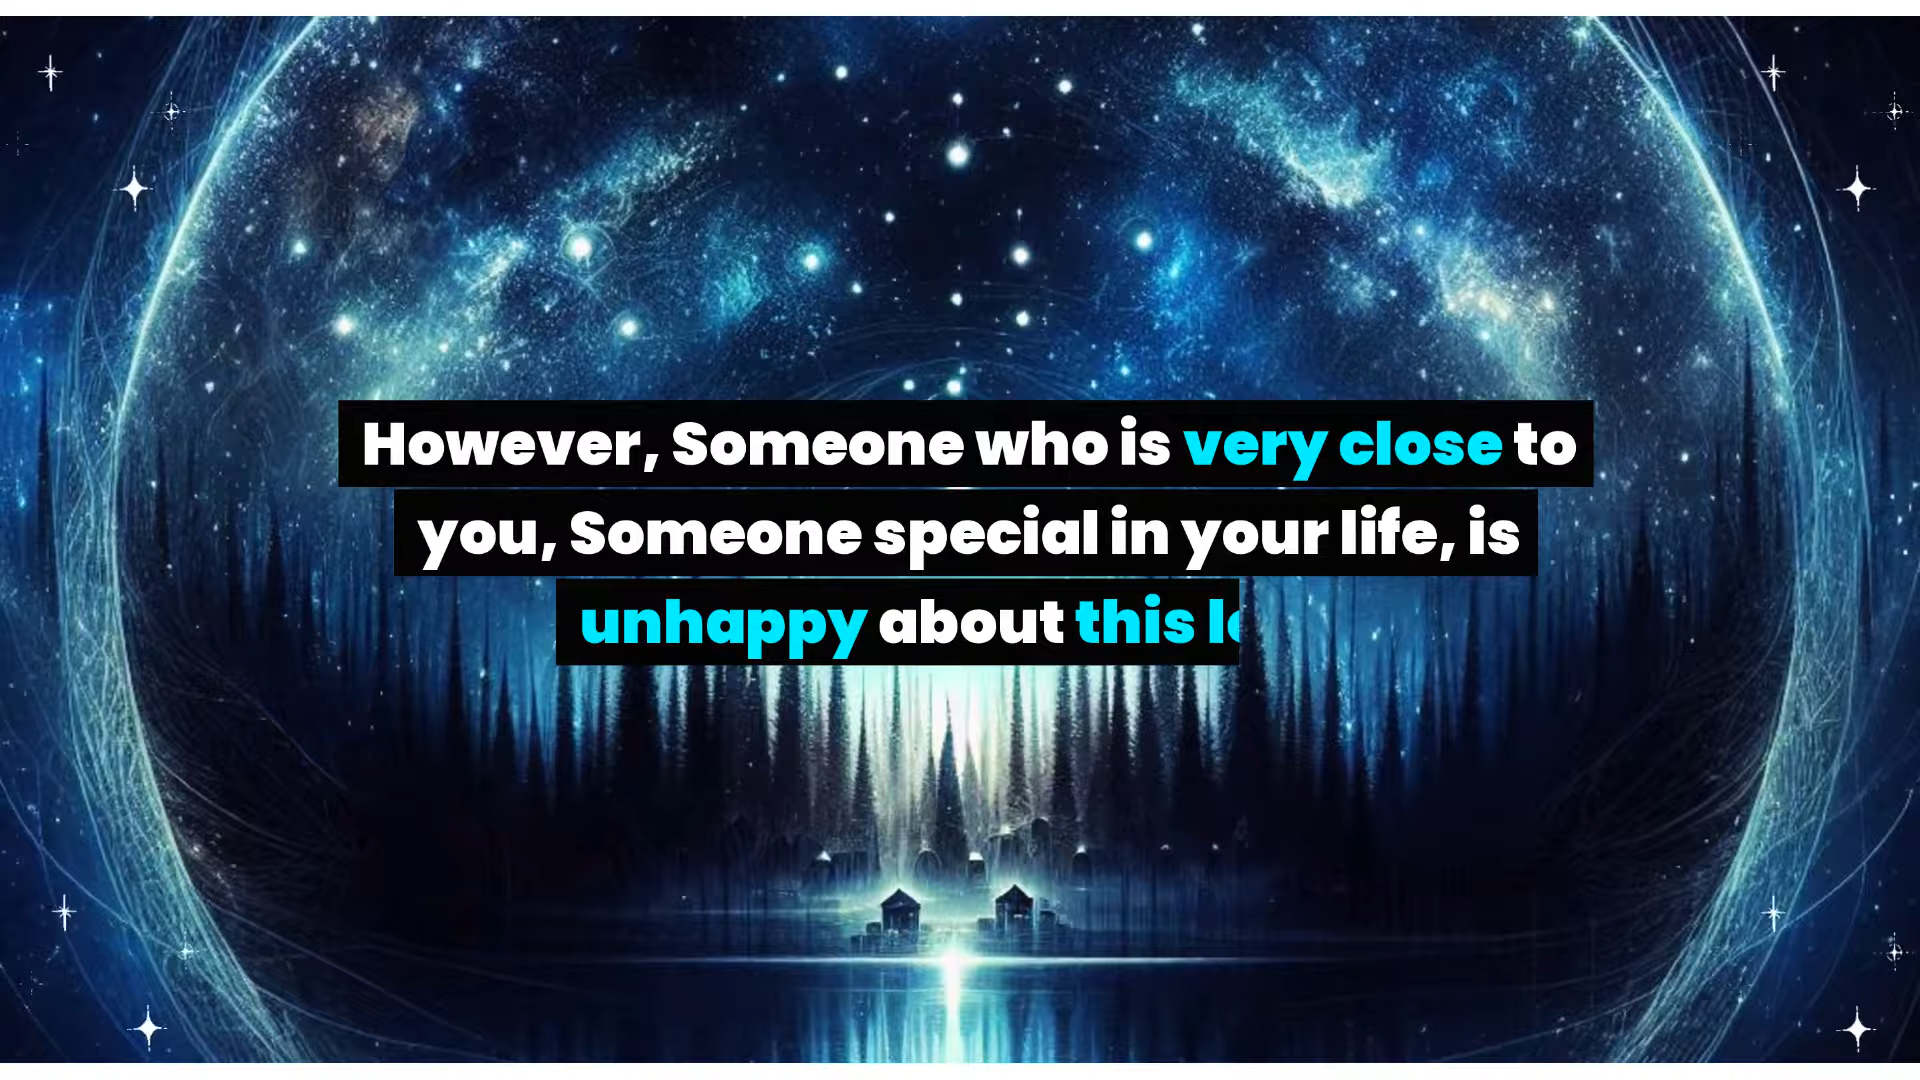 However, Someone who is very close to
you, Someone special in your life, is
unhappy about this